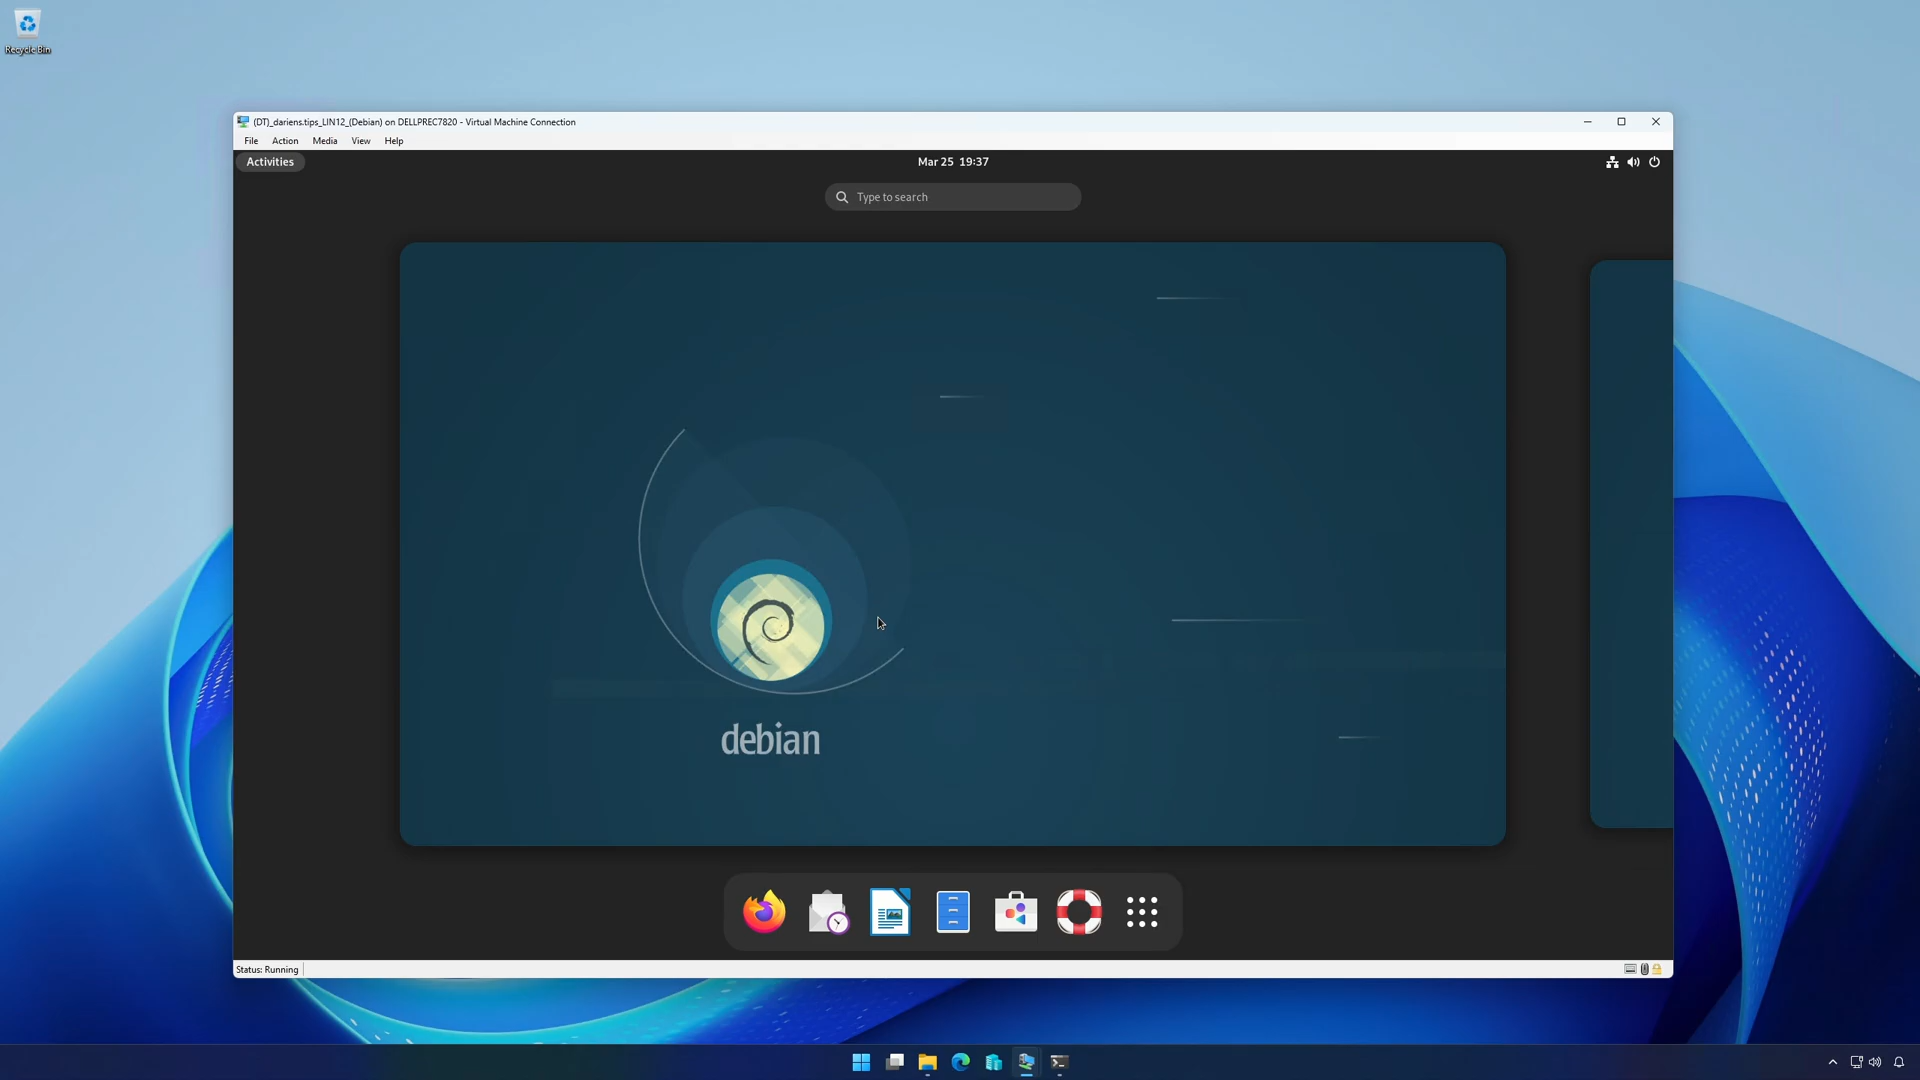 Recycle Bin
(DT)_dariens.tips_LIN12_(Debian) on DELLPREC7820 - Virtual Machine Connection
File Action Media View Help
Activities
Mar 25 19:37
Type to search
debian
Status: Running